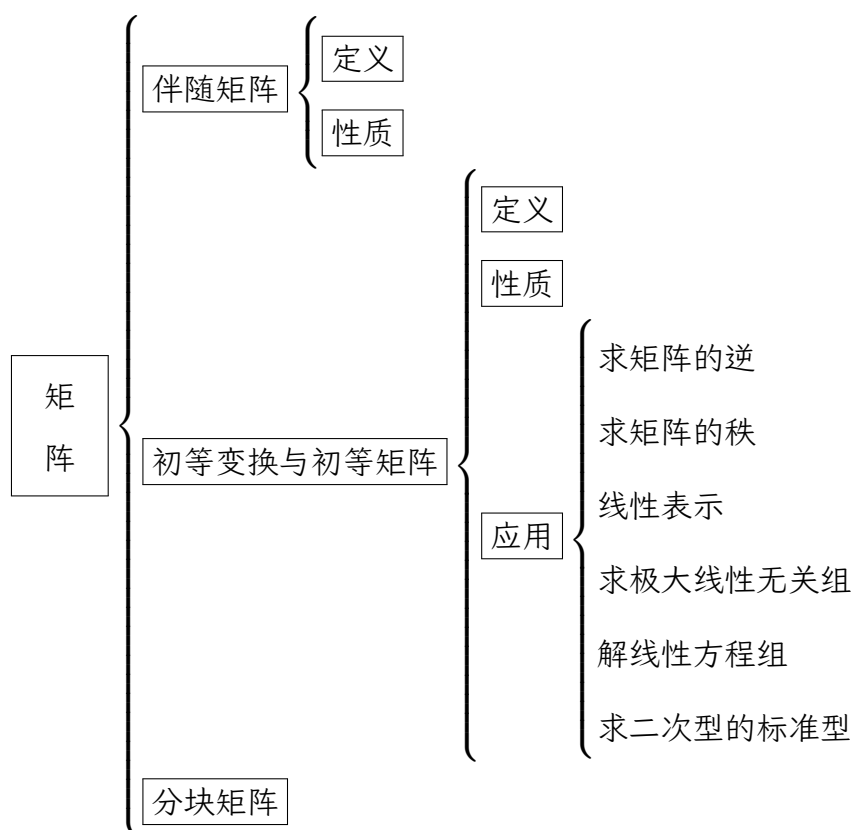 矩
阵
伴随矩阵
定义
性质
初等变换与初等矩阵
定义
性质
应用
求矩阵的逆
求矩阵的秩
线性表示
求极大线性无关组
解线性方程组
求二次型的标准型
分块矩阵